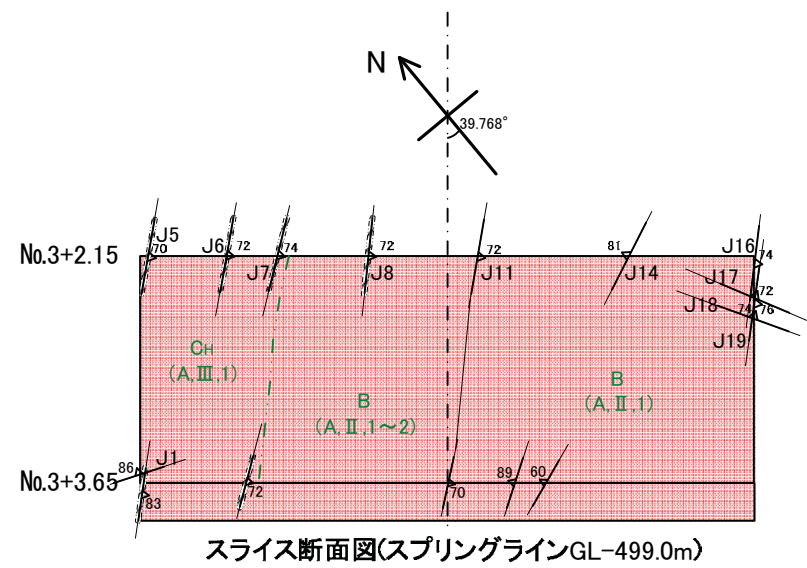 N
39.768°
No.3+2.15
J5
70
J6
72
J7
74
J8
72
J11
72
J14
81
J16
74
J17
72
J18
74
76
J19
CH
(A,Ⅲ,1)
B
(A,Ⅱ,1~2)
B
(A,Ⅱ,1)
No.3+3.65
86
J1
83
72
70
89
60
スライス断面図(スプリングラインGL-499.0m)